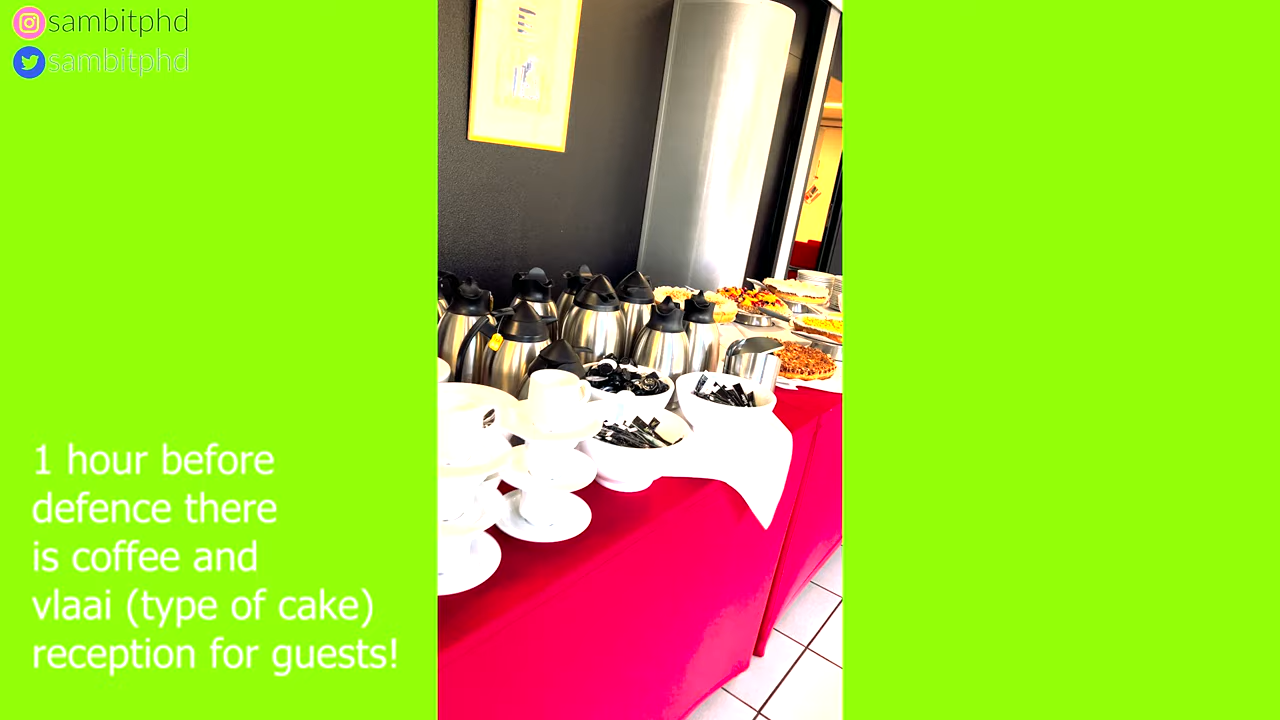 sambitphd
sambitphd
1 hour before
defence there
is coffee and
vlaai (type of cake)
reception for guests!